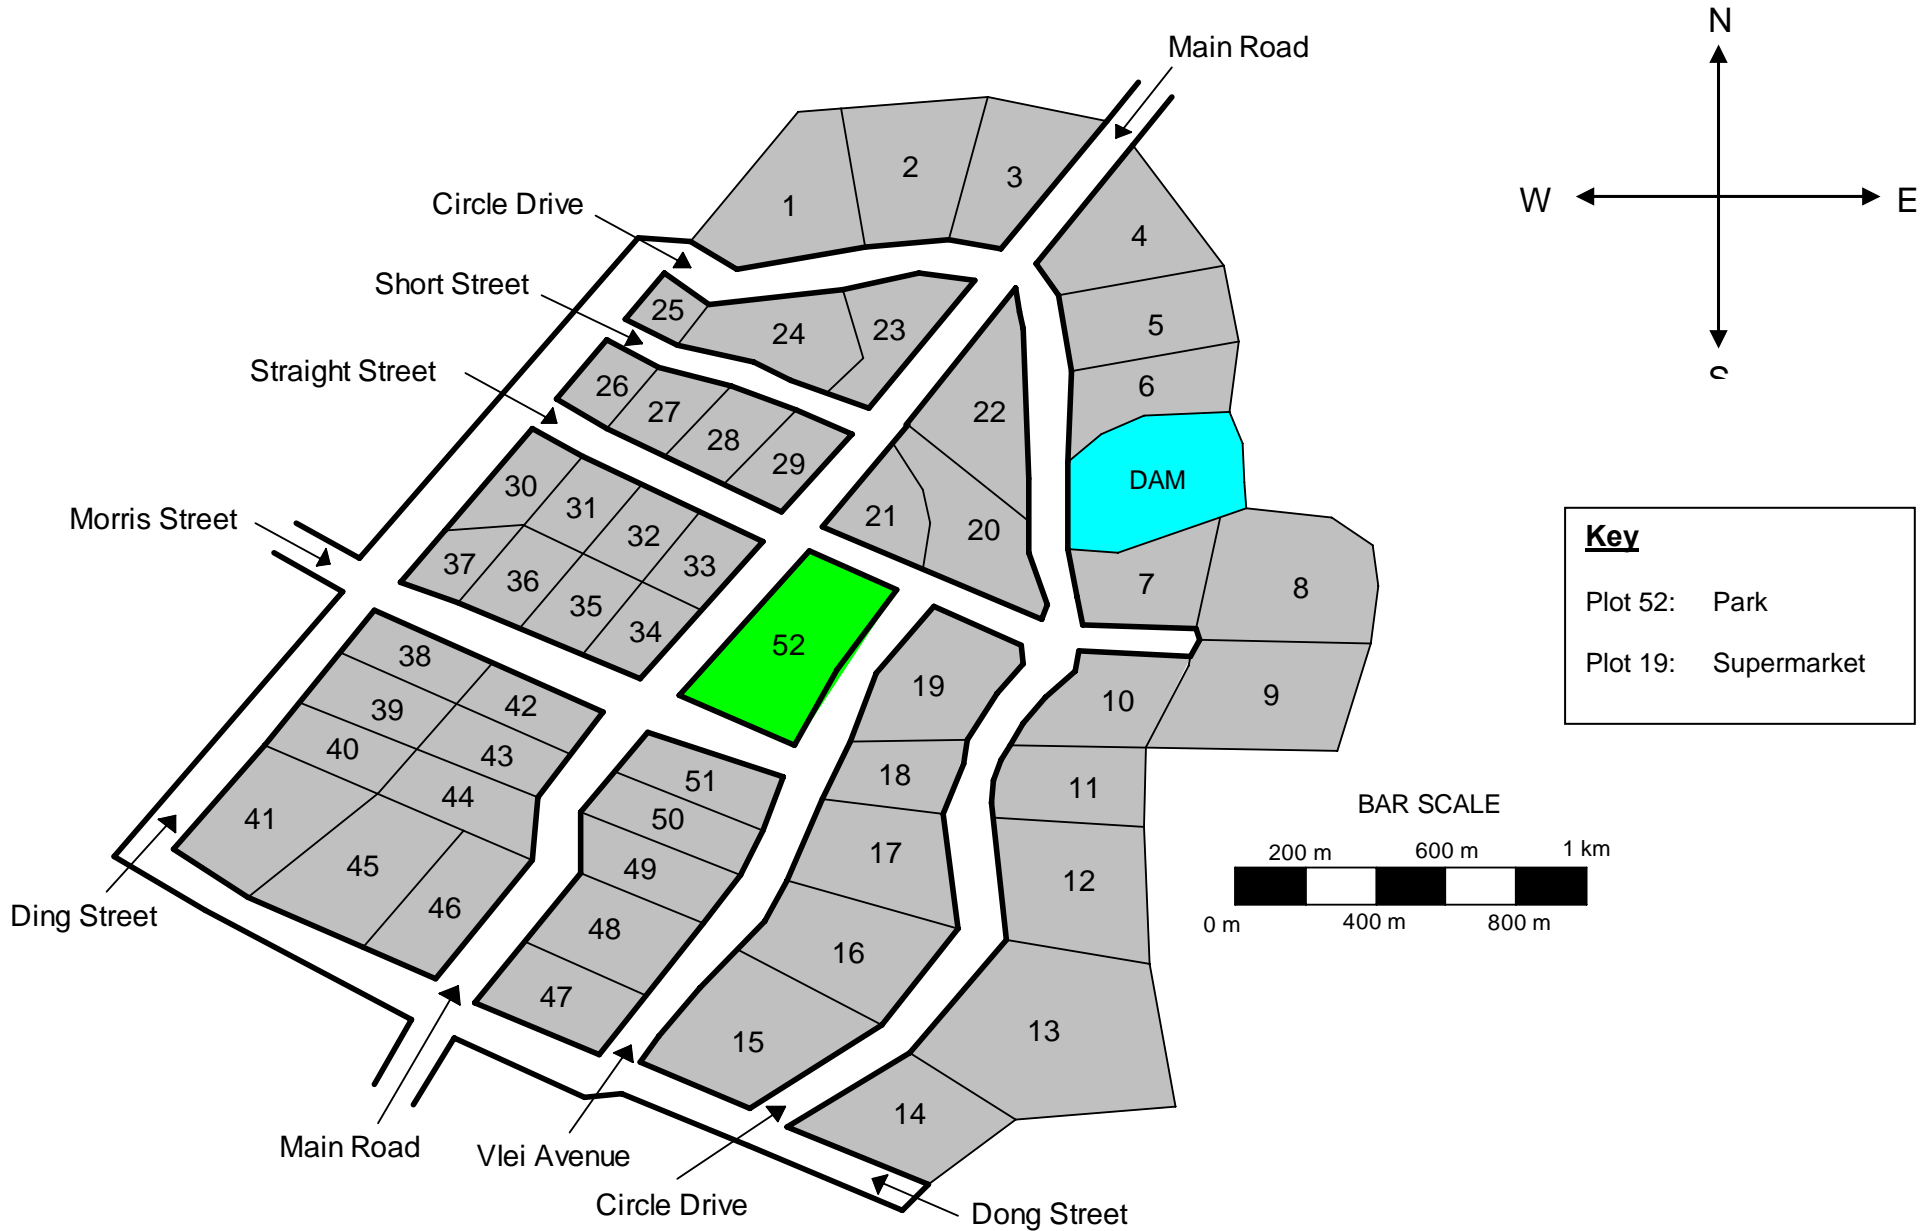 N
Main Road
W
E
S
Circle Drive
Short Street
Straight Street
Morris Street
1
2
3
4
5
6
DAM
7
8
9
10
11
12
13
14
15
16
17
18
19
20
21
22
23
24
25
26
27
28
29
30
31
32
33
34
35
36
37
38
39
40
41
42
43
44
45
46
47
48
49
50
51
52
Key
Plot 52: Park
Plot 19: Supermarket
BAR SCALE
200 m 600 m 1 km
0 m 400 m 800 m
Ding Street
Main Road
Vlei Avenue
Circle Drive
Dong Street